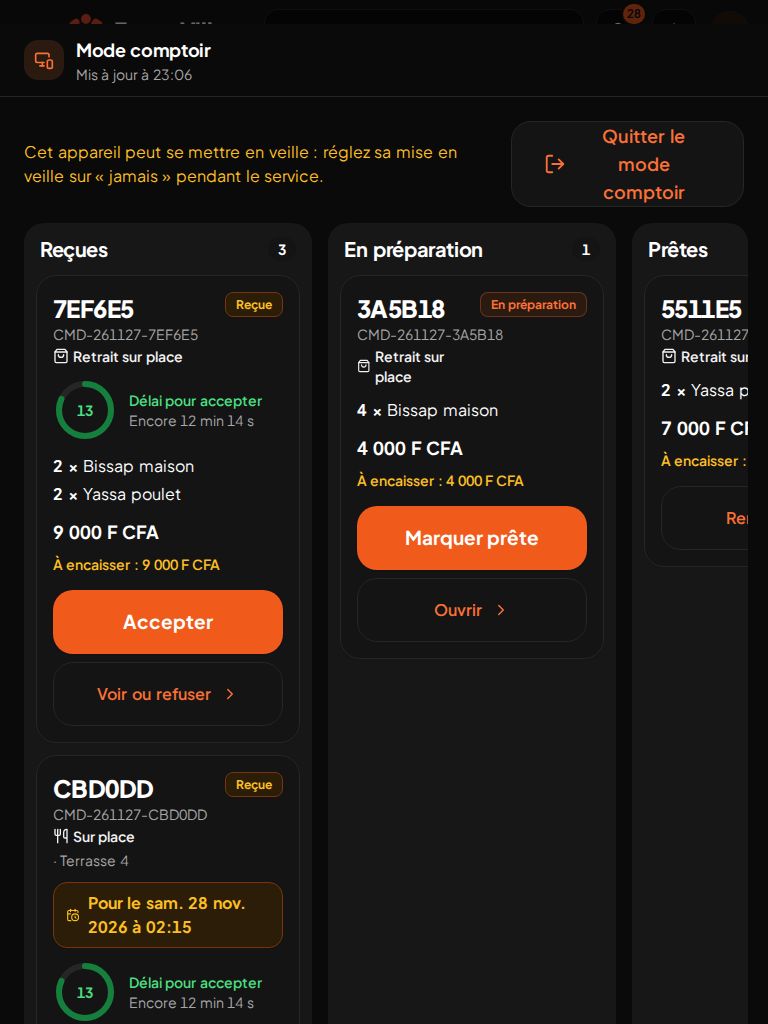 28
Mode comptoir
Mis à jour à 23:06
Cet appareil peut se mettre en veille : réglez sa mise en
veille sur « jamais » pendant le service.
Quitter le
mode
comptoir
Reçues 3
7EF6E5 Reçue
CMD-261127-7EF6E5
Retrait sur place
13
Délai pour accepter
Encore 12 min 14 s
2 × Bissap maison
2 × Yassa poulet
9 000 F CFA
À encaisser : 9 000 F CFA
Accepter
Voir ou refuser
CBD0DD Reçue
CMD-261127-CBD0DD
Sur place
· Terrasse 4
Pour le sam. 28 nov.
2026 à 02:15
13
Délai pour accepter
Encore 12 min 14 s
En préparation 1
3A5B18 En préparation
CMD-261127-3A5B18
Retrait sur
place
4 × Bissap maison
4 000 F CFA
À encaisser : 4 000 F CFA
Marquer prête
Ouvrir
Prêtes
5511E5
CMD-261127
Retrait
2 × Yassa
7 000 F
À encaisser :